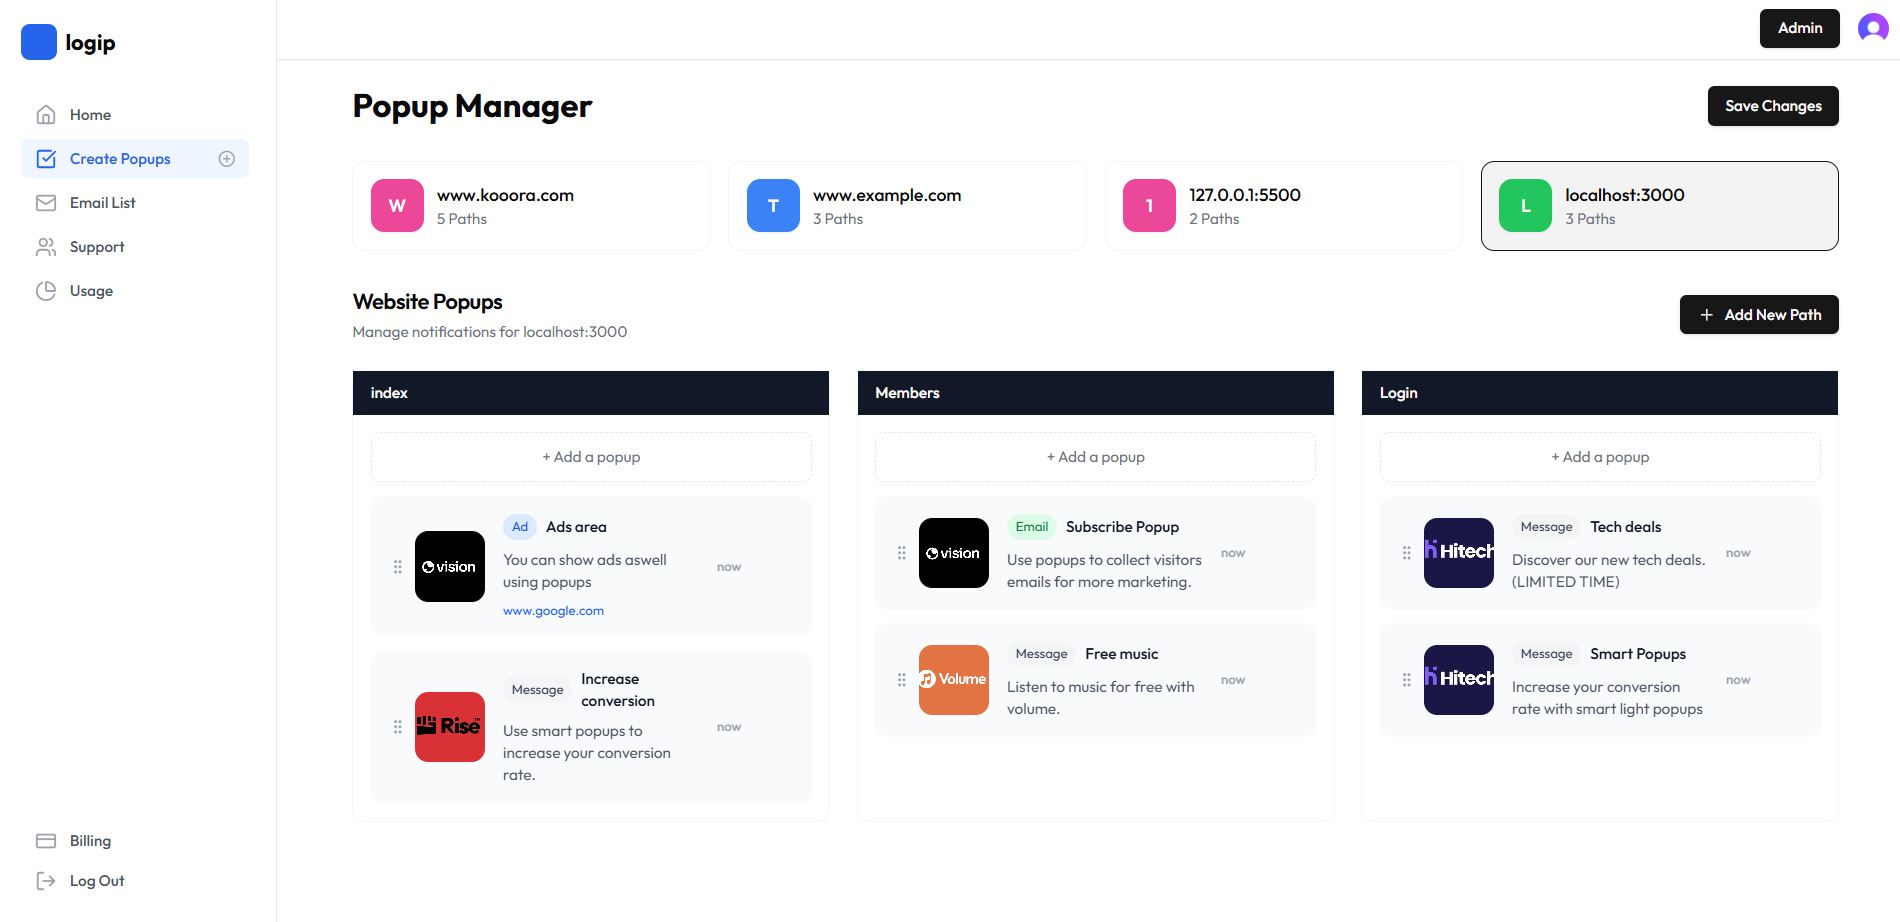 logip
Admin
Home
Create Popups
Email List
Support
Usage
Billing
Log Out
Popup Manager
Save Changes
W
www.kooora.com
5 Paths
T
www.example.com
3 Paths
1
127.0.0.1:5500
2 Paths
L
localhost:3000
3 Paths
Website Popups
Manage notifications for localhost:3000
+ Add New Path
index
+ Add a popup
vision
Ad Ads area
You can show ads aswell
using popups
www.google.com
now
Rise
Message Increase
conversion
Use smart popups to
increase your conversion
rate.
now
Members
+ Add a popup
vision
Email Subscribe Popup
Use popups to collect visitors
emails for more marketing.
now
Volume
Message Free music
Listen to music for free with
volume.
now
Login
+ Add a popup
Hitech
Message Tech deals
Discover our new tech deals.
(LIMITED TIME)
now
Hitech
Message Smart Popups
Increase your conversion
rate with smart light popups
now